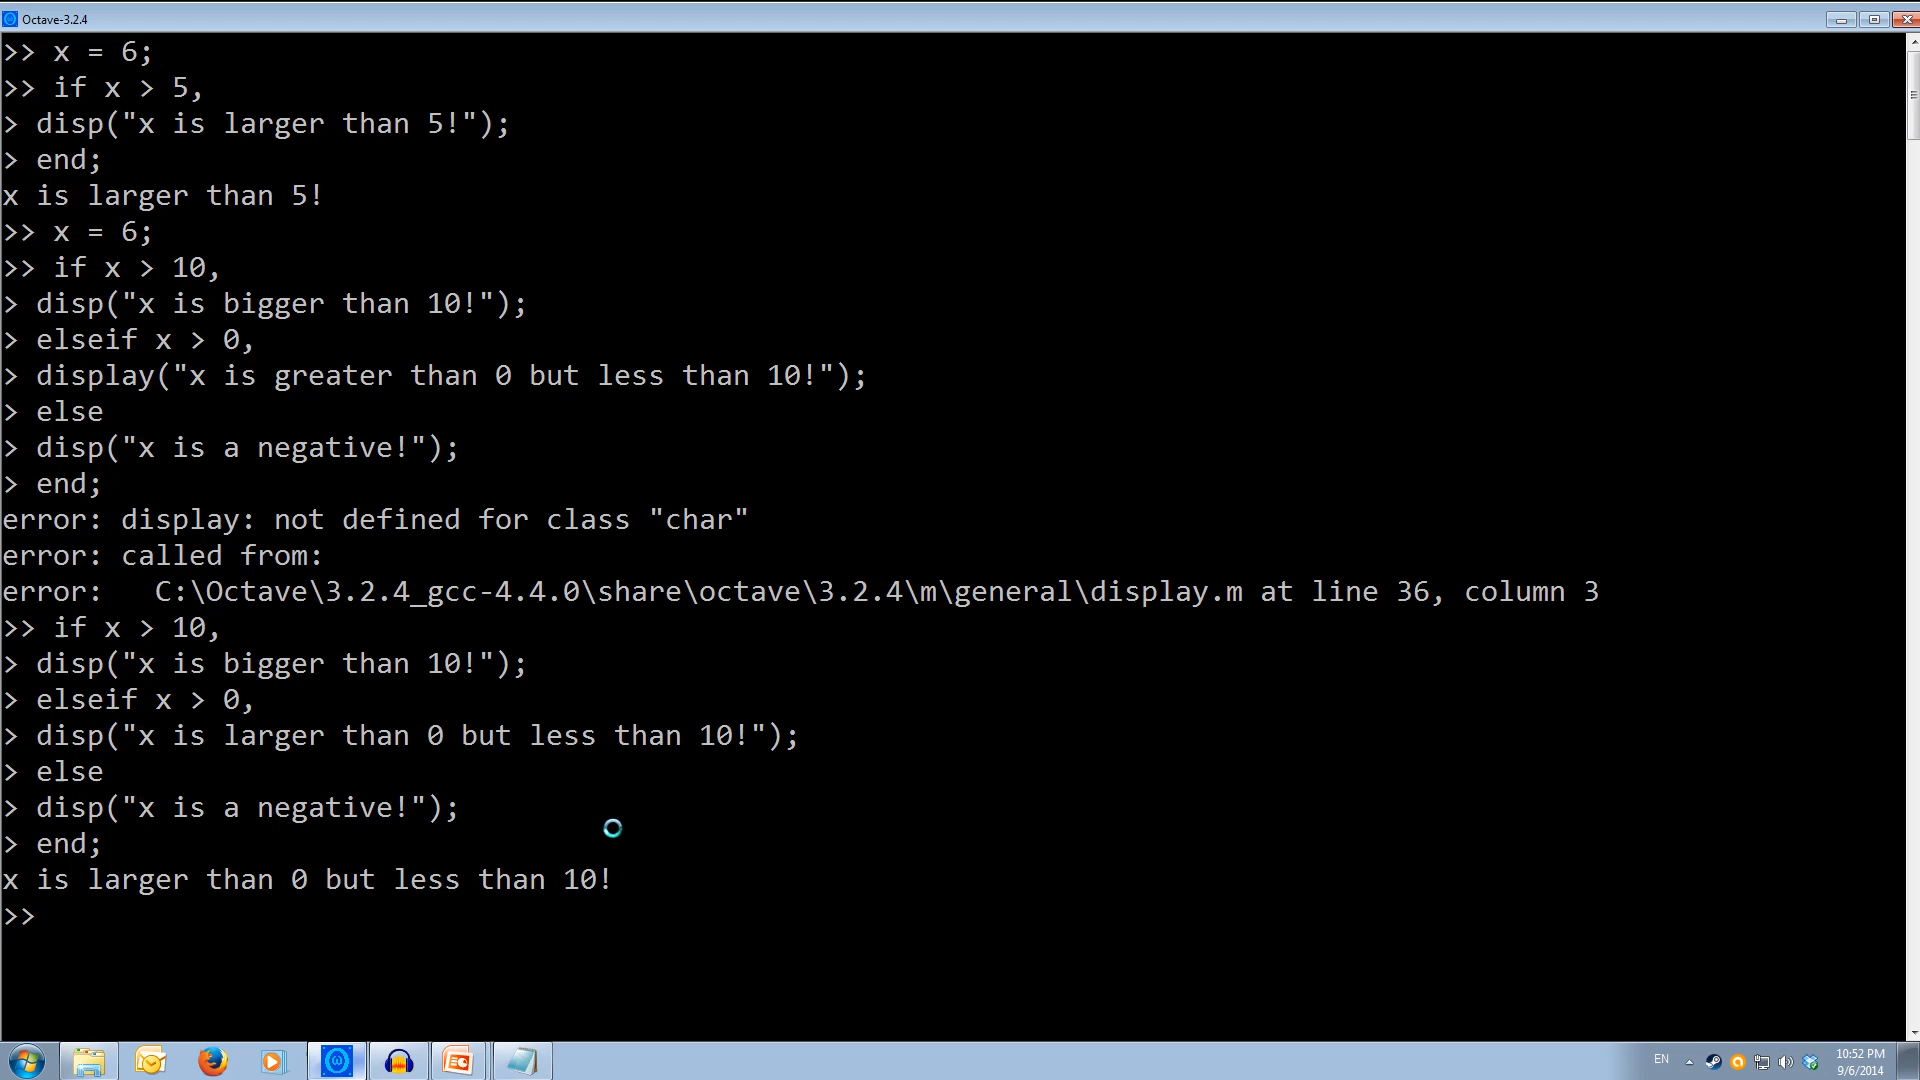 Octave-3.2.4
>> x = 6;
>> if x > 5,
> disp("x is larger than 5!");
> end;
x is larger than 5!
>> x = 6;
>> if x > 10,
> disp("x is bigger than 10!");
> elseif x > 0,
> display("x is greater than 0 but less than 10!");
> else
> disp("x is a negative!");
> end;
error: display: not defined for class "char"
error: called from:
error:   C:\Octave\3.2.4_gcc-4.4.0\share\octave\3.2.4\m\general\display.m at line 36, column 3
>> if x > 10,
> disp("x is bigger than 10!");
> elseif x > 0,
> disp("x is larger than 0 but less than 10!");
> else
> disp("x is a negative!");
> end;
x is larger than 0 but less than 10!
>>
EN
10:52 PM
9/6/2014